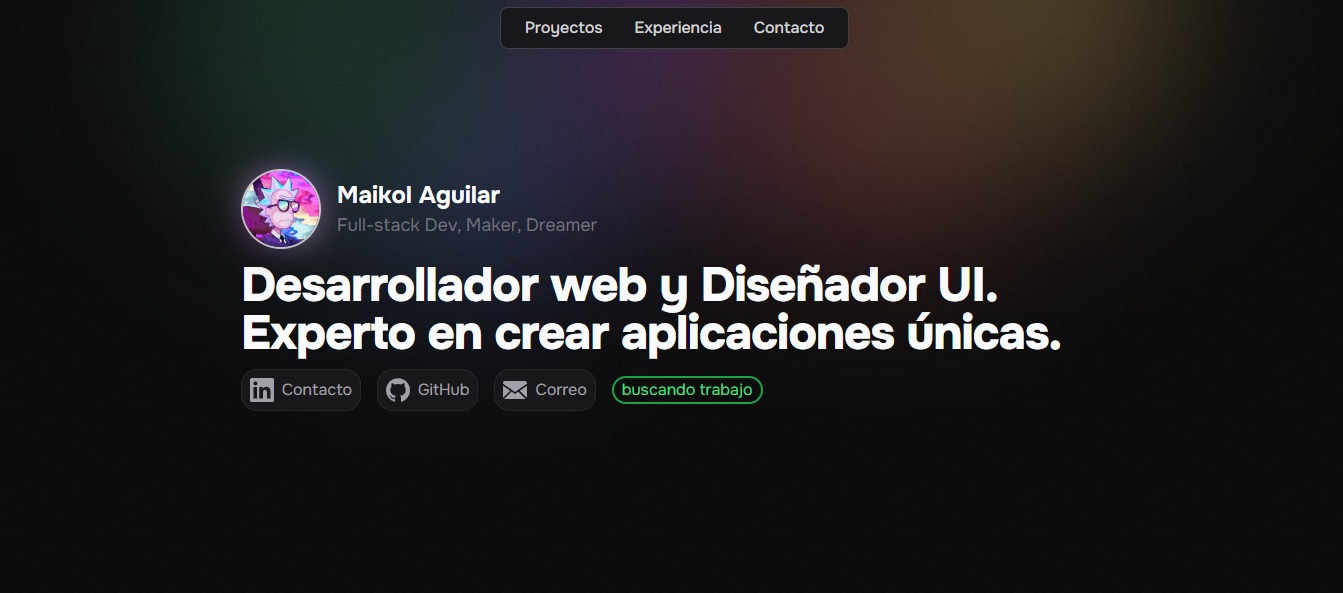 Proyectos Experiencia Contacto
Maikol Aguilar
Full-stack Dev, Maker, Dreamer
Desarrollador web y Diseñador UI.
Experto en crear aplicaciones únicas.
Contacto GitHub Correo buscando trabajo